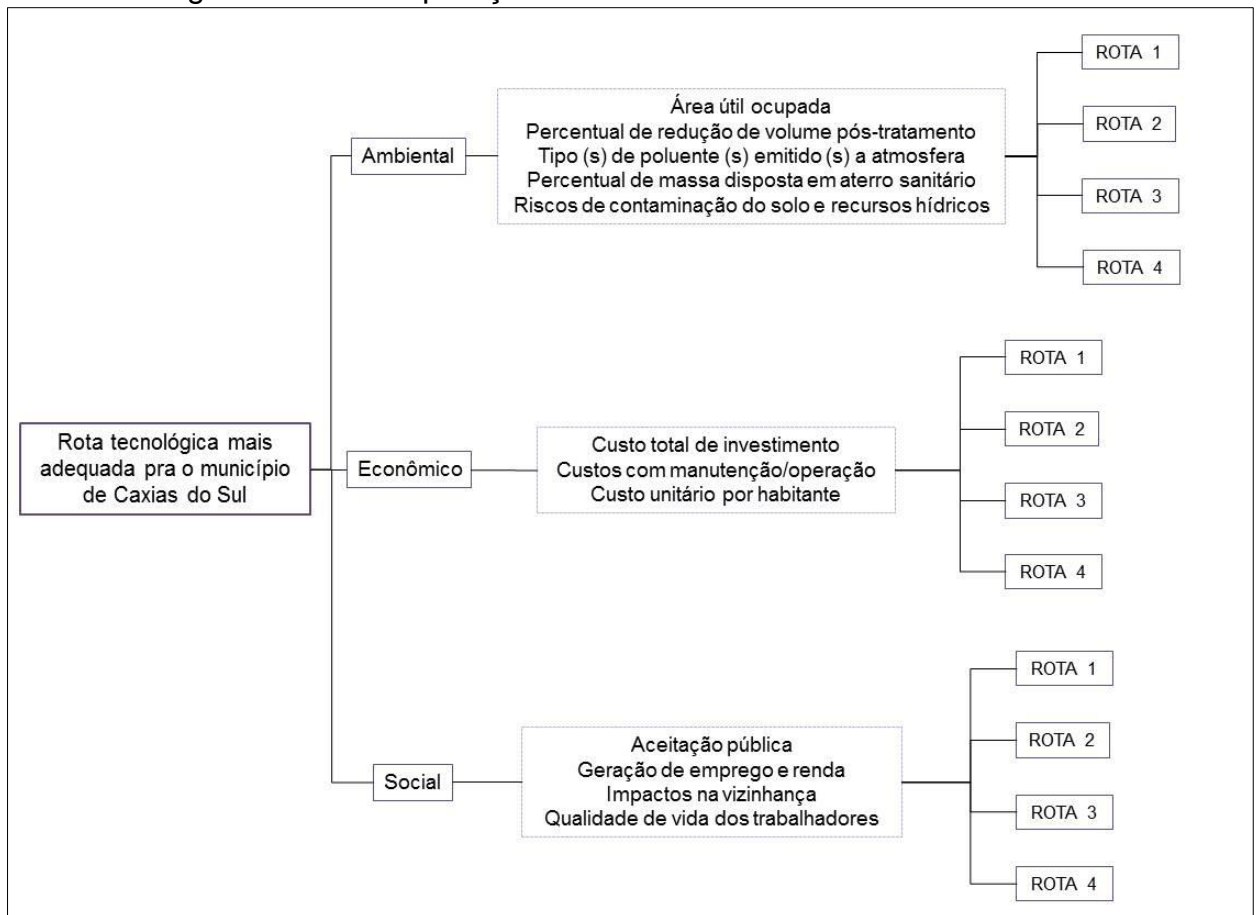 Ambiental
Área útil ocupada
Percentual de redução de volume pós-tratamento
Tipo (s) de poluente (s) emitido (s) a atmosfera
Percentual de massa disposta em aterro sanitário
Riscos de contaminação do solo e recursos hídricos
ROTA 1
ROTA 2
ROTA 3
ROTA 4
Rota tecnológica mais
adequada pra o município
de Caxias do Sul
Econômico
Custo total de investimento
Custos com manutenção/operação
Custo unitário por habitante
ROTA 1
ROTA 2
ROTA 3
ROTA 4
Social
Aceitação pública
Geração de emprego e renda
Impactos na vizinhança
Qualidade de vida dos trabalhadores
ROTA 1
ROTA 2
ROTA 3
ROTA 4